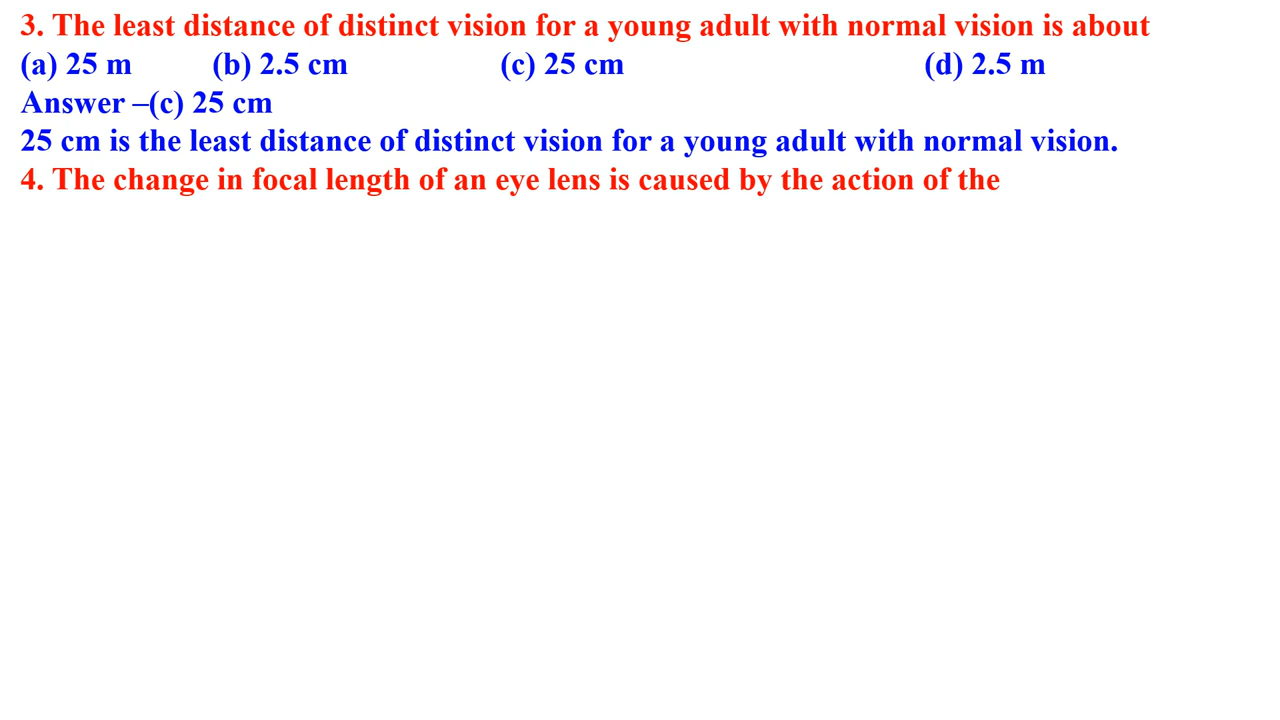 3. The least distance of distinct vision for a young adult with normal vision is about
(a) 25 m (b) 2.5 cm (c) 25 cm (d) 2.5 m
Answer –(c) 25 cm
25 cm is the least distance of distinct vision for a young adult with normal vision.
4. The change in focal length of an eye lens is caused by the action of the